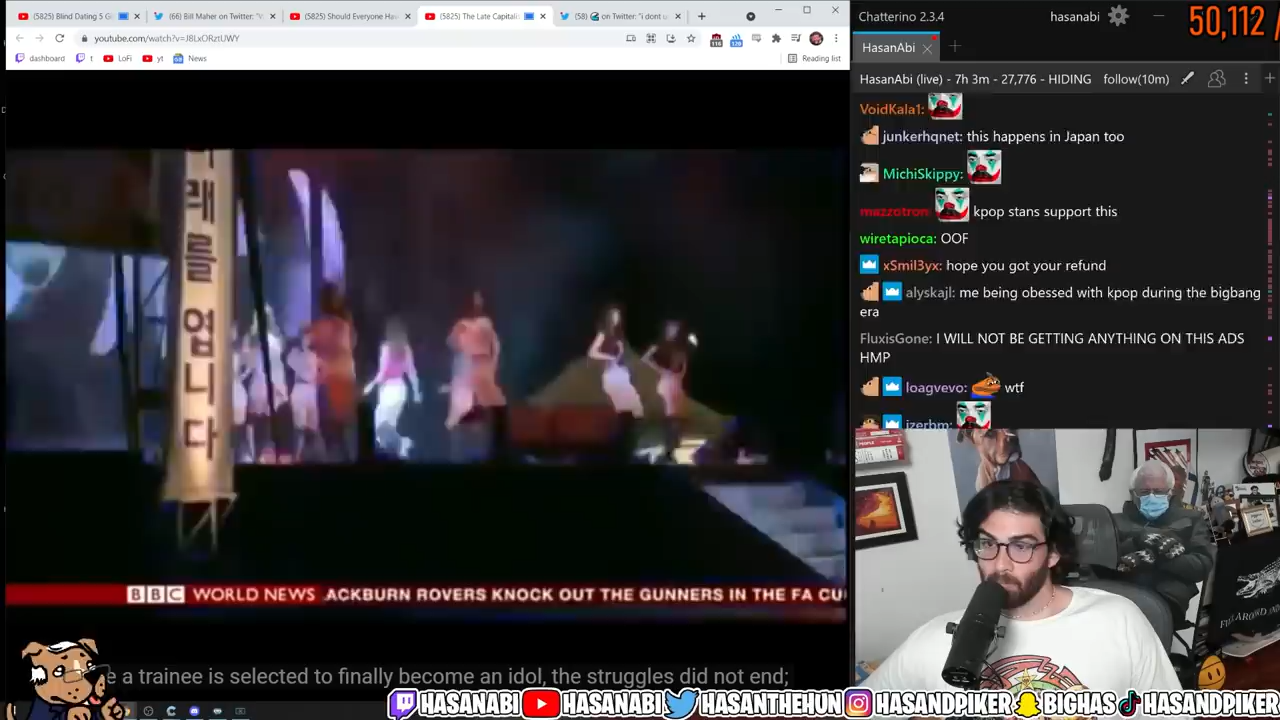 (5825) Blind Dating 5 G
(66) Bill Maher on Twitter: "W
(5825) Should Everyone Hav
(5825) The Late Capitalis
(58) on Twitter: "i dont u
youtube.com/watch?v=J8LxORztUWY
dashboard
t
LoFi
yt
News
Reading list
래를 엽니다
BBC WORLD NEWS ACKBURN ROVERS KNOCK OUT THE GUNNERS IN THE FA CU
e a trainee is selected to finally become an idol, the struggles did not end;
Chatterino 2.3.4
hasanabi
50,112 /
HasanAbi
HasanAbi (live) - 7h 3m - 27,776 - HIDING
follow(10m)
VoidKala1:
junkerhqnet: this happens in Japan too
MichiSkippy:
mazzotron: kpop stans support this
wiretapioca: OOF
xSmil3yx: hope you got your refund
alyskajl: me being obessed with kpop during the bigbang
era
FluxisGone: I WILL NOT BE GETTING ANYTHING ON THIS ADS
HMP
loagvevo: wtf
izerbm:
HASANABI HASANABI HASANTHEHUN HASANDPIKER BIGHAS HASANDPIKER